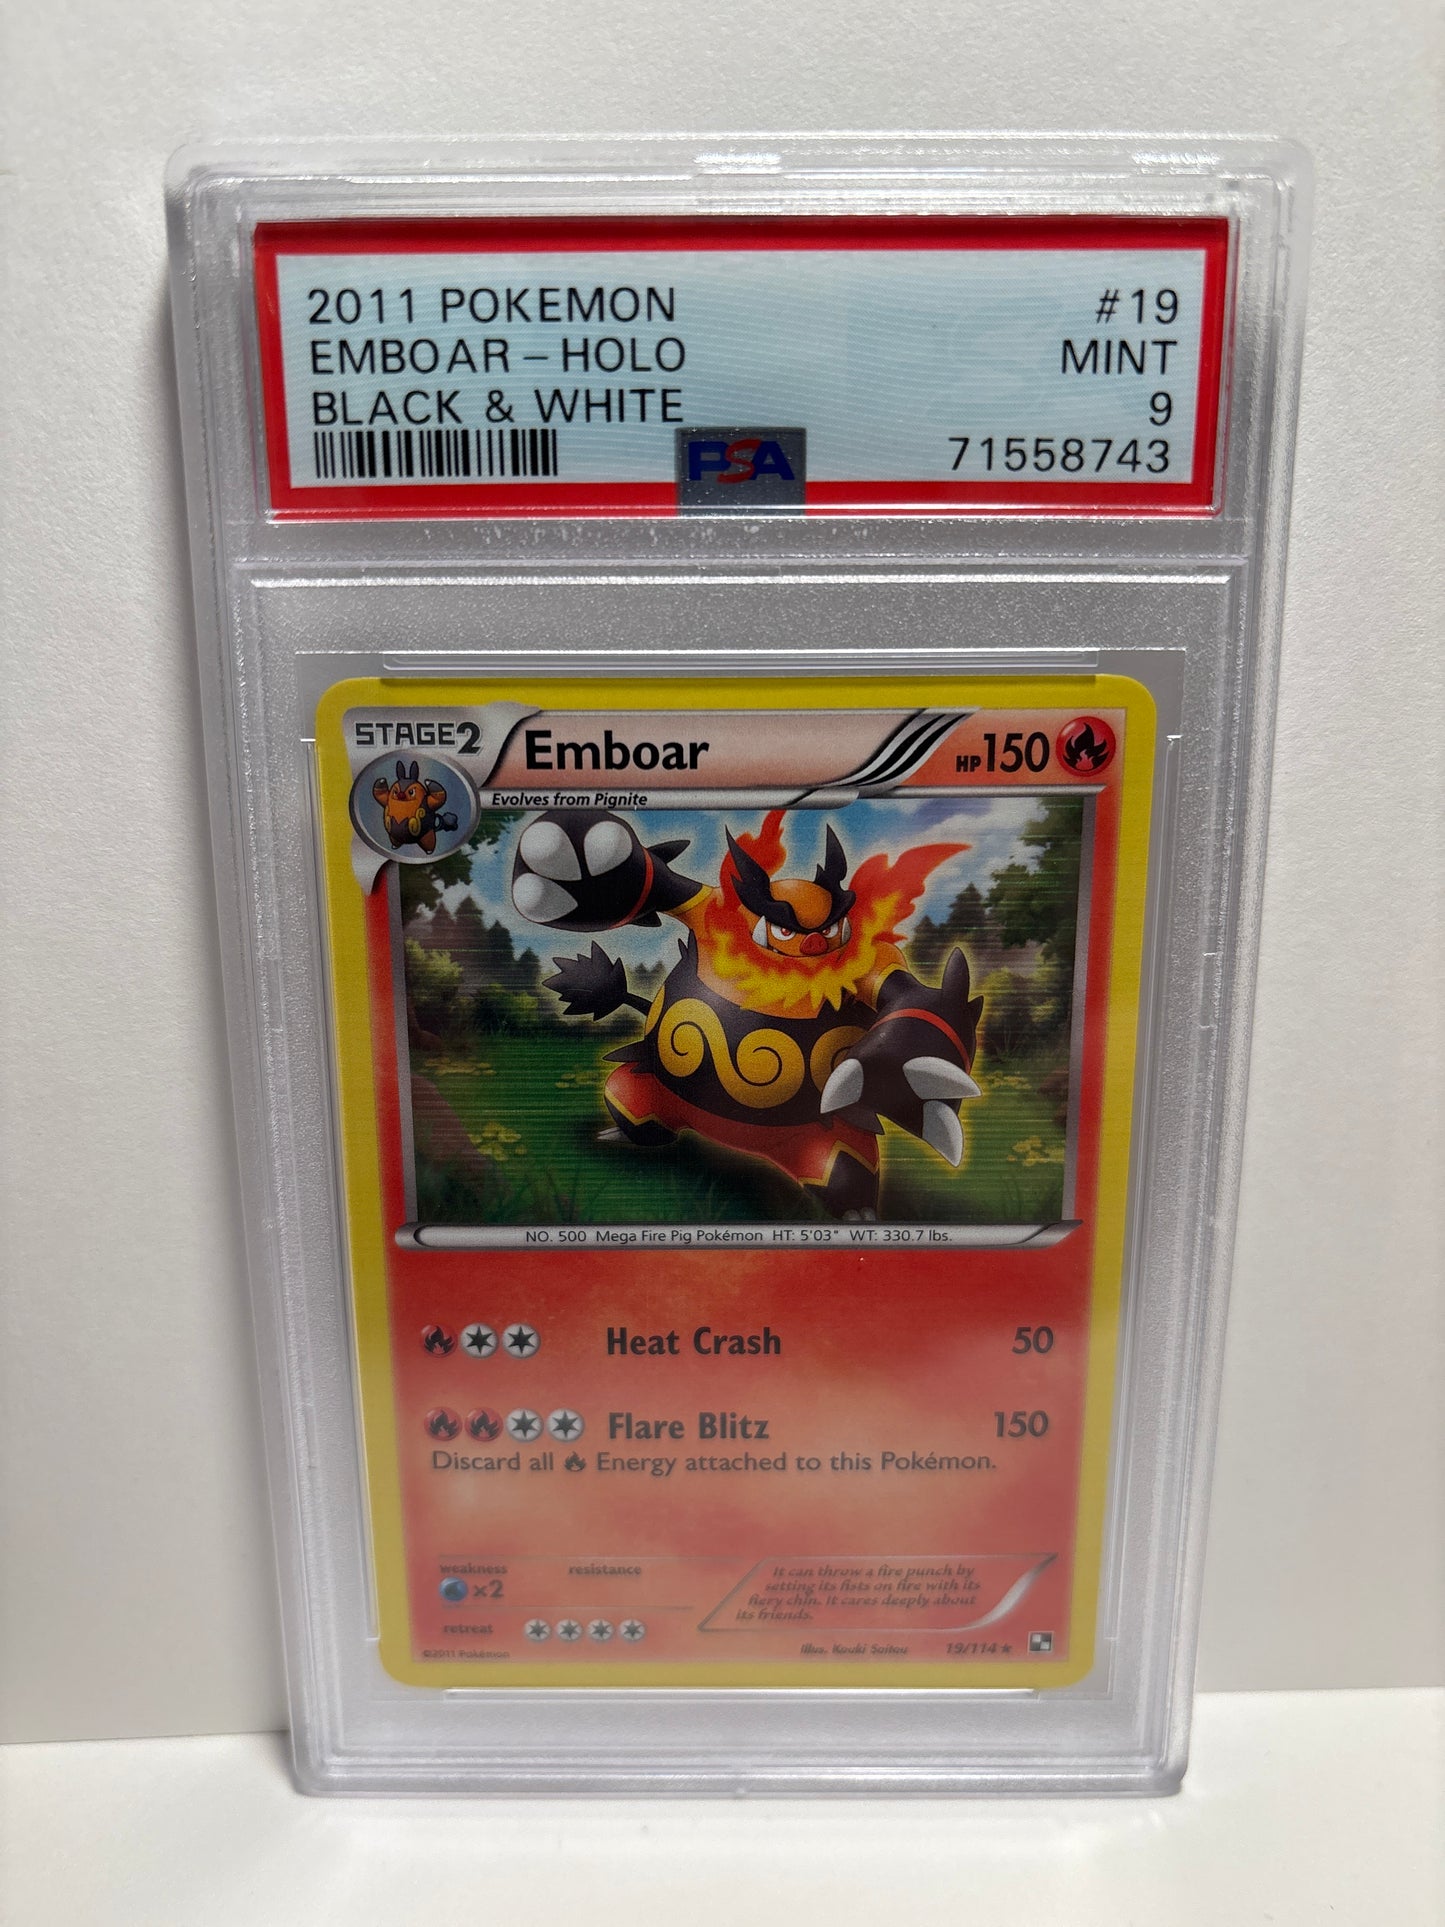 2011 POKEMON #19
EMBOAR - HOLO MINT
BLACK & WHITE 9
PSA 71558743
STAGE2 Emboar HP150
Evolves from Pignite
NO. 500 Mega Fire Pig Pokémon HT: 5'03" WT: 330.7 lbs.
Heat Crash 50
Flare Blitz 150
Discard all Energy attached to this Pokémon.
weakness resistance
x2
It can throw a fire punch by
setting its fists on fire with its
fiery chin. It cares deeply about
its friends.
retreat
©2011 Pokémon Illus. Kouki Saitou 19/114 ★